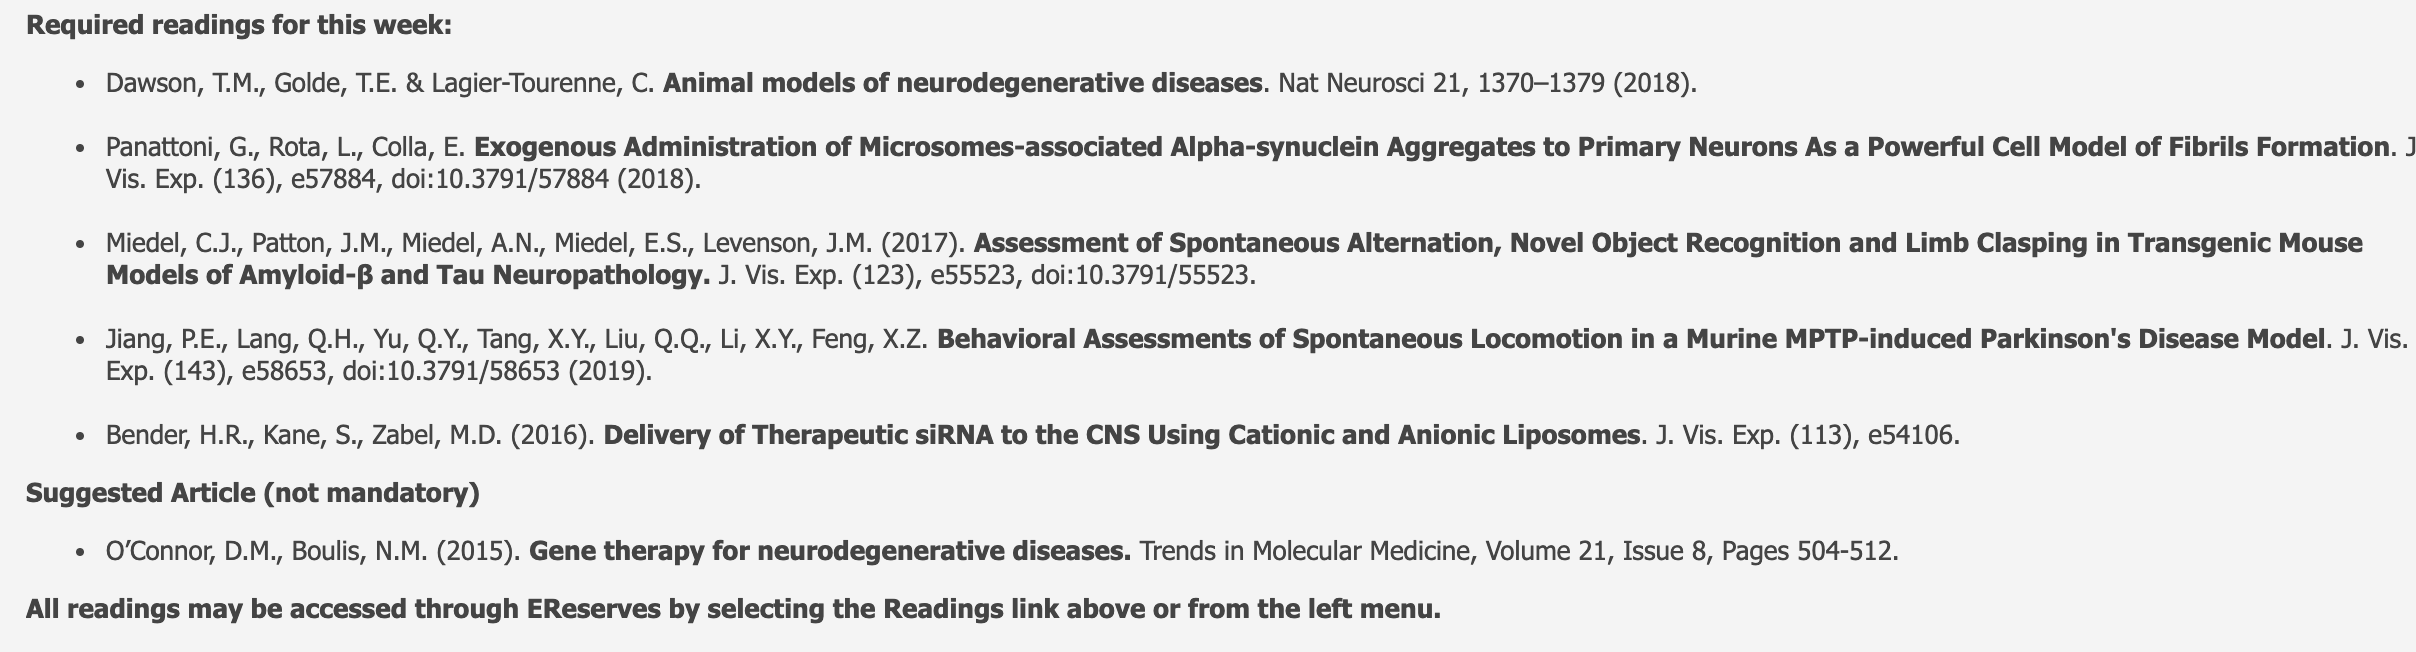 Required readings for this week:
• Dawson, T.M., Golde, T.E. & Lagier-Tourenne, C. Animal models of neurodegenerative diseases. Nat Neurosci 21, 1370–1379 (2018).
• Panattoni, G., Rota, L., Colla, E. Exogenous Administration of Microsomes-associated Alpha-synuclein Aggregates to Primary Neurons As a Powerful Cell Model of Fibrils Formation. J
Vis. Exp. (136), e57884, doi:10.3791/57884 (2018).
• Miedel, C.J., Patton, J.M., Miedel, A.N., Miedel, E.S., Levenson, J.M. (2017). Assessment of Spontaneous Alternation, Novel Object Recognition and Limb Clasping in Transgenic Mouse
Models of Amyloid-β and Tau Neuropathology. J. Vis. Exp. (123), e55523, doi:10.3791/55523.
• Jiang, P.E., Lang, Q.H., Yu, Q.Y., Tang, X.Y., Liu, Q.Q., Li, X.Y., Feng, X.Z. Behavioral Assessments of Spontaneous Locomotion in a Murine MPTP-induced Parkinson's Disease Model. J. Vis.
Exp. (143), e58653, doi:10.3791/58653 (2019).
• Bender, H.R., Kane, S., Zabel, M.D. (2016). Delivery of Therapeutic siRNA to the CNS Using Cationic and Anionic Liposomes. J. Vis. Exp. (113), e54106.
Suggested Article (not mandatory)
• O’Connor, D.M., Boulis, N.M. (2015). Gene therapy for neurodegenerative diseases. Trends in Molecular Medicine, Volume 21, Issue 8, Pages 504-512.
All readings may be accessed through EReserves by selecting the Readings link above or from the left menu.